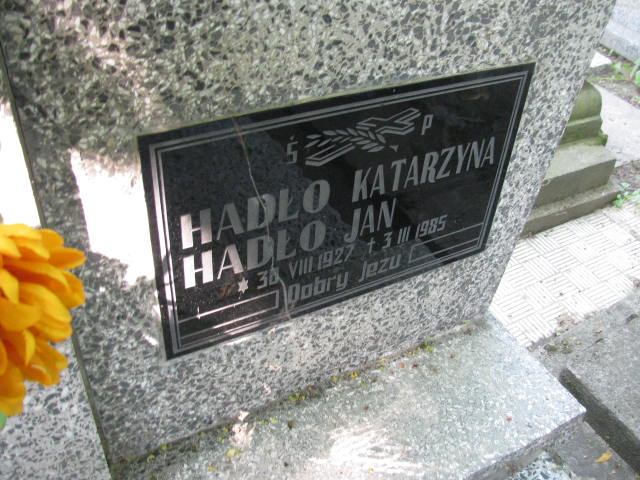 Ś P
HADŁO KATARZYNA
HADŁO JAN
* 30 VIII 1927 † 3 III 1985
Dobry Jezu